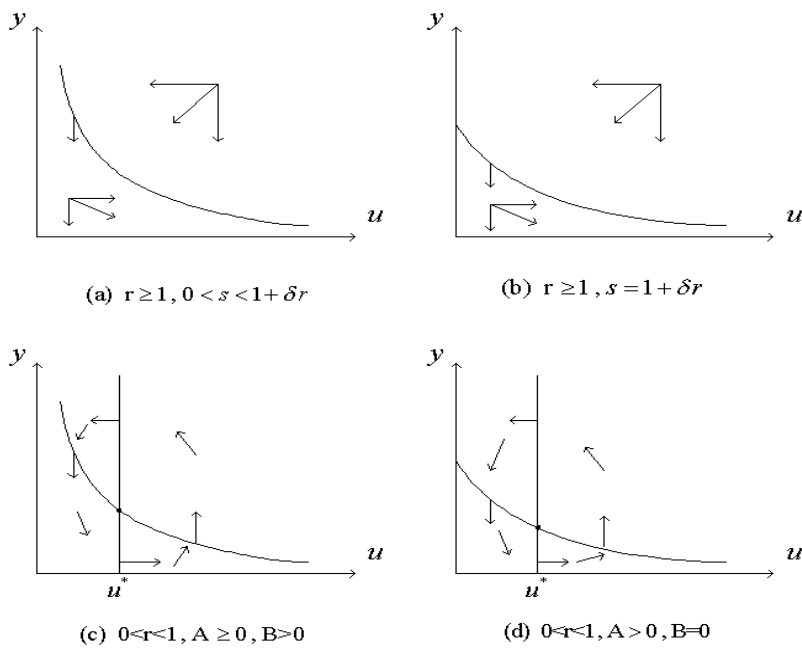 y
u
(a) r ≥ 1 , 0 < s < 1 + δr
y
u
(b) r ≥ 1 , s = 1 + δr
y
u
u*
(c) 0<r<1 , A ≥ 0 , B>0
y
u
u*
(d) 0<r<1 , A > 0 , B=0